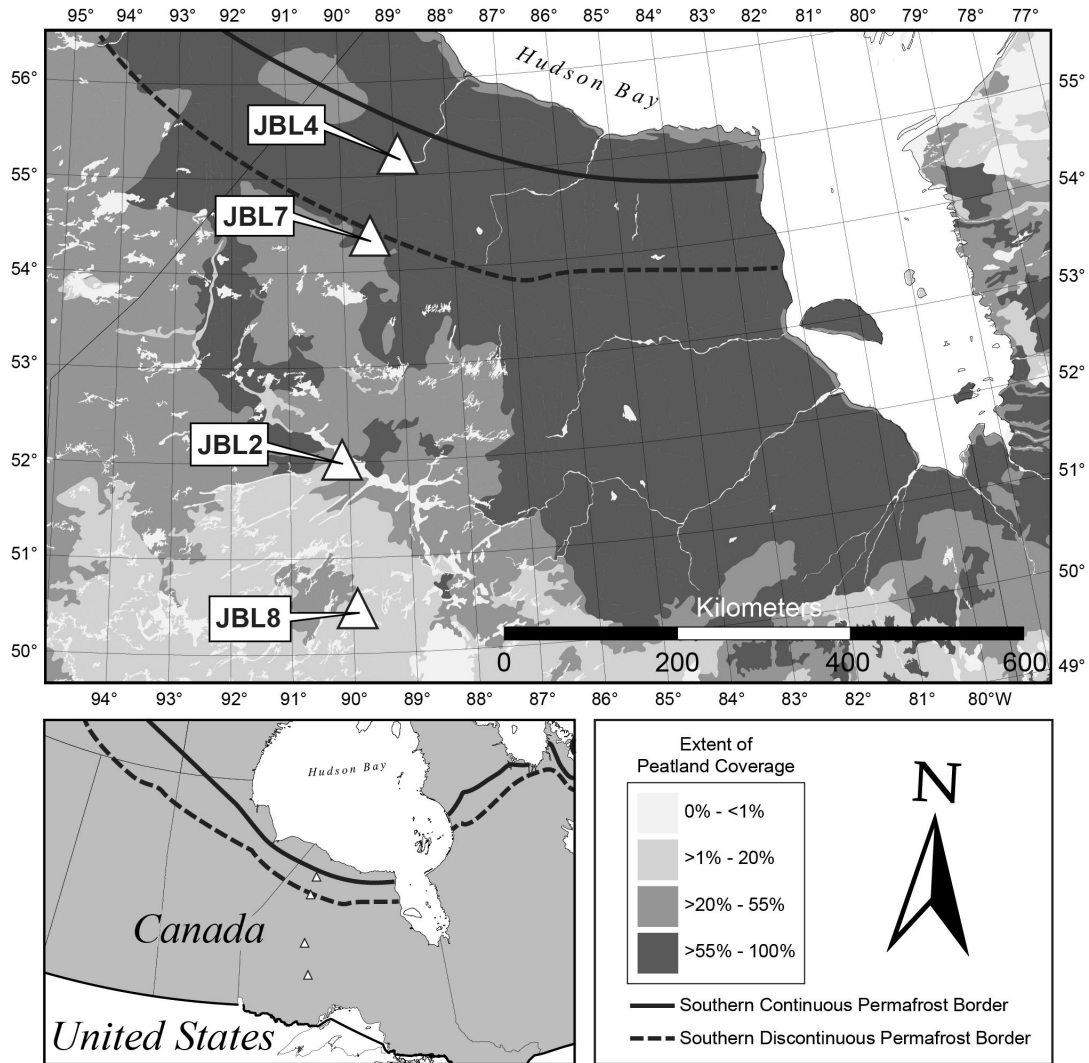 95° 94° 93° 92° 91° 90° 89° 88° 87° 86° 85° 84° 83° 82° 81° 80° 79° 78° 77°
Hudson Bay
56°
55°
54°
53°
52°
51°
50°
55°
54°
53°
52°
51°
50°
49°
JBL4
JBL7
JBL2
JBL8
Kilometers
0 200 400 600
94° 93° 92° 91° 90° 89° 88° 87° 86° 85° 84° 83° 82° 81° 80°W
Hudson Bay
Canada
United States
Extent of
Peatland Coverage
0% - <1%
>1% - 20%
>20% - 55%
>55% - 100%
Southern Continuous Permafrost Border
Southern Discontinuous Permafrost Border
N